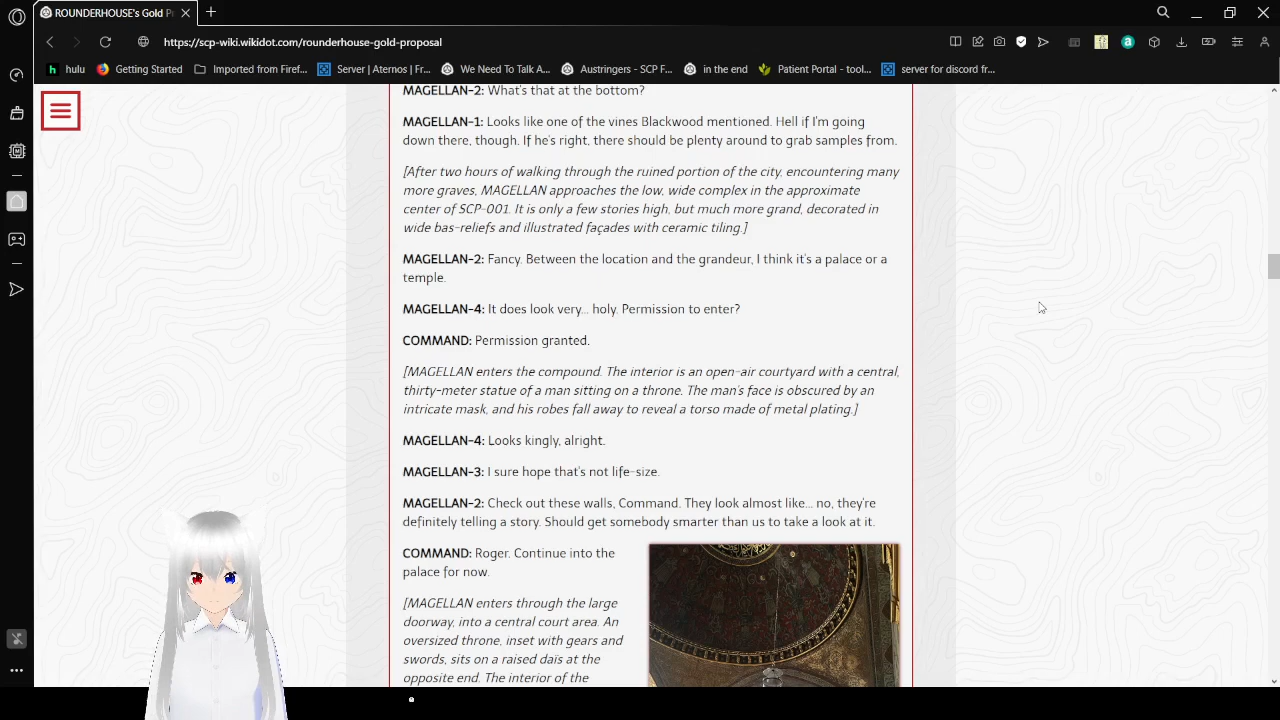 ROUNDERHOUSE's Gold Pr
https://scp-wiki.wikidot.com/rounderhouse-gold-proposal
hulu Getting Started Imported from Firef... Server | Aternos | Fr... We Need To Talk A... Austringers - SCP F... in the end Patient Portal - tool... server for discord fr...
MAGELLAN-2: What's that at the bottom?
MAGELLAN-1: Looks like one of the vines Blackwood mentioned. Hell if I'm going
down there, though. If he's right, there should be plenty around to grab samples from.
[After two hours of walking through the ruined portion of the city, encountering many
more graves, MAGELLAN approaches the low, wide complex in the approximate
center of SCP-001. It is only a few stories high, but much more grand, decorated in
wide bas-reliefs and illustrated façades with ceramic tiling.]
MAGELLAN-2: Fancy. Between the location and the grandeur, I think it's a palace or a
temple.
MAGELLAN-4: It does look very... holy. Permission to enter?
COMMAND: Permission granted.
[MAGELLAN enters the compound. The interior is an open-air courtyard with a central,
thirty-meter statue of a man sitting on a throne. The man's face is obscured by an
intricate mask, and his robes fall away to reveal a torso made of metal plating.]
MAGELLAN-4: Looks kingly, alright.
MAGELLAN-3: I sure hope that's not life-size.
MAGELLAN-2: Check out these walls, Command. They look almost like... no, they're
definitely telling a story. Should get somebody smarter than us to take a look at it.
COMMAND: Roger. Continue into the
palace for now.
[MAGELLAN enters through the large
doorway, into a central court area. An
oversized throne, inset with gears and
swords, sits on a raised daïs at the
opposite end. The interior of the